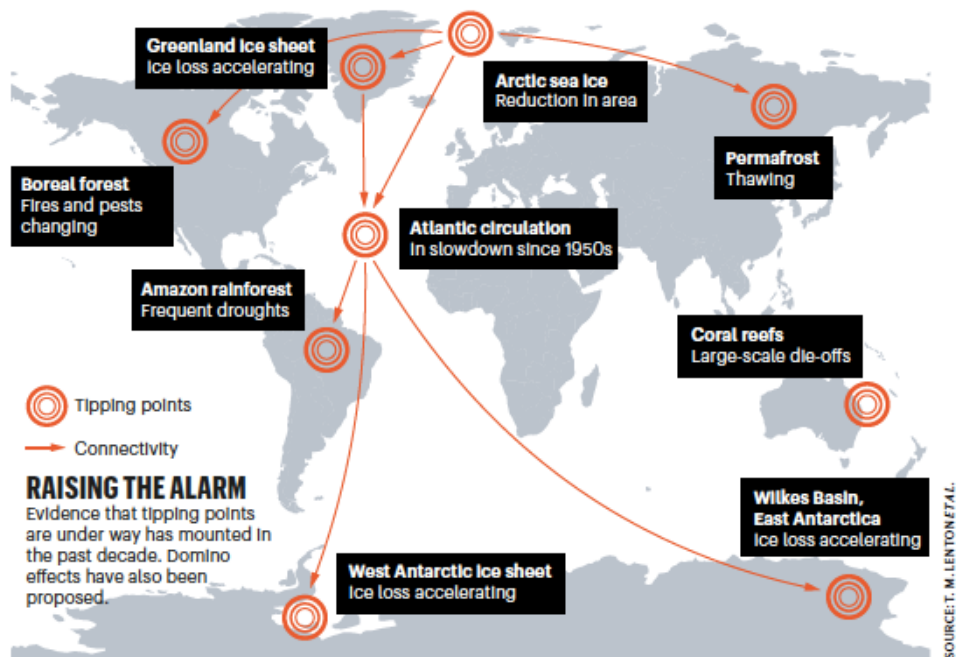 Greenland ice sheet
Ice loss accelerating
Arctic sea ice
Reduction in area
Permafrost
Thawing
Boreal forest
Fires and pests
changing
Atlantic circulation
In slowdown since 1950s
Amazon rainforest
Frequent droughts
Coral reefs
Large-scale die-offs
Tipping points
Connectivity
RAISING THE ALARM
Evidence that tipping points
are under way has mounted in
the past decade. Domino
effects have also been
proposed.
Wilkes Basin,
East Antarctica
Ice loss accelerating
West Antarctic ice sheet
Ice loss accelerating
SOURCE: T. M. LENTON ET AL.